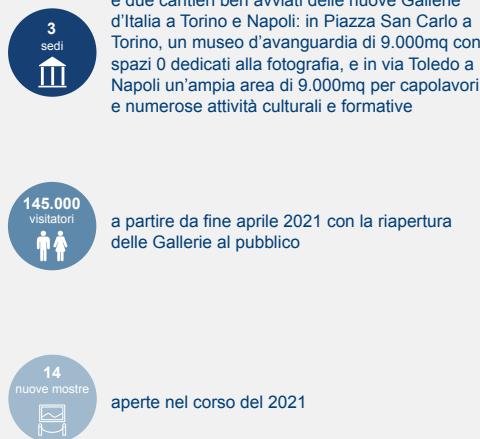 e due cantieri ben avviati delle nuove Gallerie
3
sedi
d'Italia a Torino e Napoli: in Piazza San Carlo a
Torino, un museo d'avanguardia di 9.000mq con
spazi 0 dedicati alla fotografia, e in via Toledo a
Napoli un'ampia area di 9.000mq per capolavori
e numerose attività culturali e formative
145.000
visitatori
a partire da fine aprile 2021 con la riapertura
delle Gallerie al pubblico
14
nuove mostre
aperte nel corso del 2021